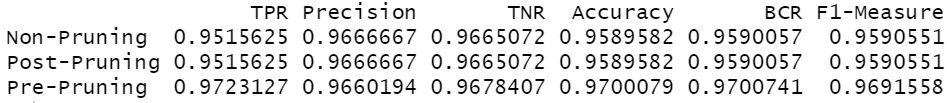 TPR Precision TNR Accuracy BCR F1-Measure
Non-Pruning 0.9515625 0.9666667 0.9665072 0.9589582 0.9590057 0.9590551
Post-Pruning 0.9515625 0.9666667 0.9665072 0.9589582 0.9590057 0.9590551
Pre-Pruning 0.9723127 0.9660194 0.9678407 0.9700079 0.9700741 0.9691558